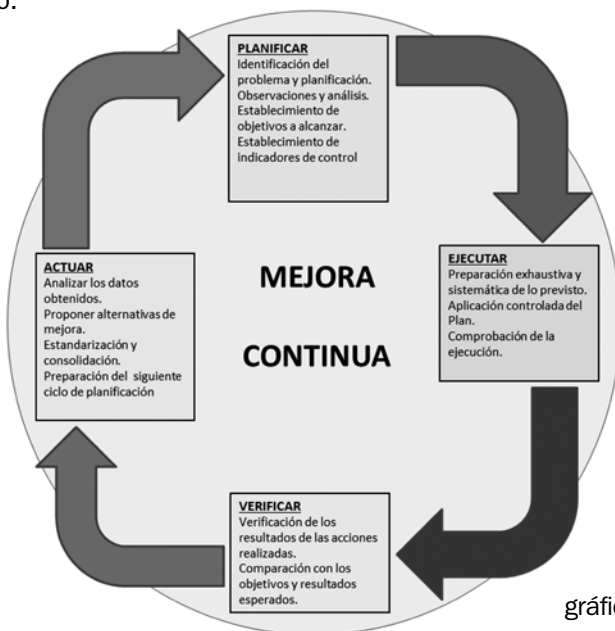 PLANIFICAR
Identificación del
problema y planificación.
Observaciones y análisis.
Establecimiento de
objetivos a alcanzar.
Establecimiento de
indicadores de control
EJECUTAR
Preparación exhaustiva y
sistemática de lo previsto.
Aplicación controlada del
Plan.
Comprobación de la
ejecución.
MEJORA
CONTINUA
ACTUAR
Analizar los datos
obtenidos.
Proponer alternativas de
mejora.
Estandarización y
consolidación.
Preparación del siguiente
ciclo de planificación
VERIFICAR
Verificación de los
resultados de las acciones
realizadas.
Comparación con los
objetivos y resultados
esperados.